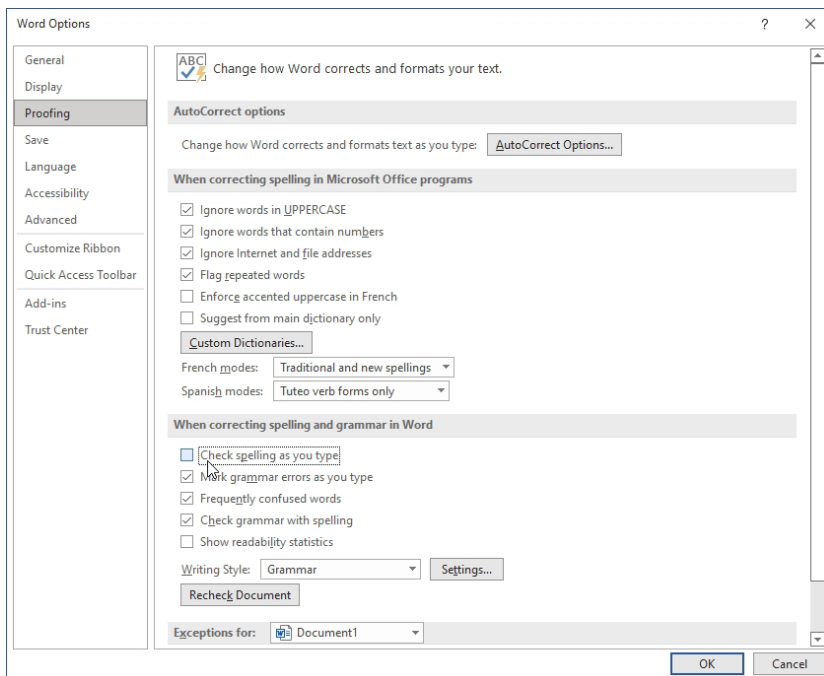 Word Options
?
General
Display
Proofing
Save
Language
Accessibility
Advanced
Customize Ribbon
Quick Access Toolbar
Add-ins
Trust Center
ABC
Change how Word corrects and formats your text.
AutoCorrect options
Change how Word corrects and formats text as you type: AutoCorrect Options...
When correcting spelling in Microsoft Office programs
Ignore words in UPPERCASE
Ignore words that contain numbers
Ignore Internet and file addresses
Flag repeated words
Enforce accented uppercase in French
Suggest from main dictionary only
Custom Dictionaries...
French modes: Traditional and new spellings
Spanish modes: Tuteo verb forms only
When correcting spelling and grammar in Word
Check spelling as you type
Mark grammar errors as you type
Frequently confused words
Check grammar with spelling
Show readability statistics
Writing Style: Grammar Settings...
Recheck Document
Exceptions for: Document1
OK Cancel